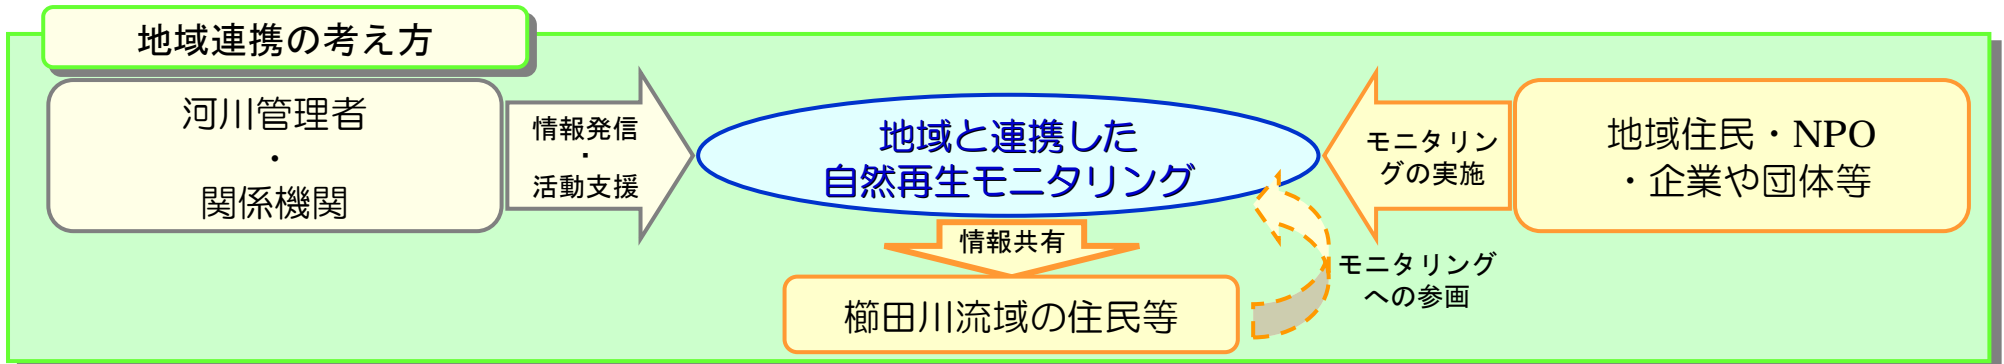 地域連携の考え方
河川管理者
・
関係機関
情報発信
・
活動支援
地域と連携した
自然再生モニタリング
モニタリン
グの実施
地域住民・NPO
・企業や団体等
情報共有
モニタリング
への参画
櫛田川流域の住民等